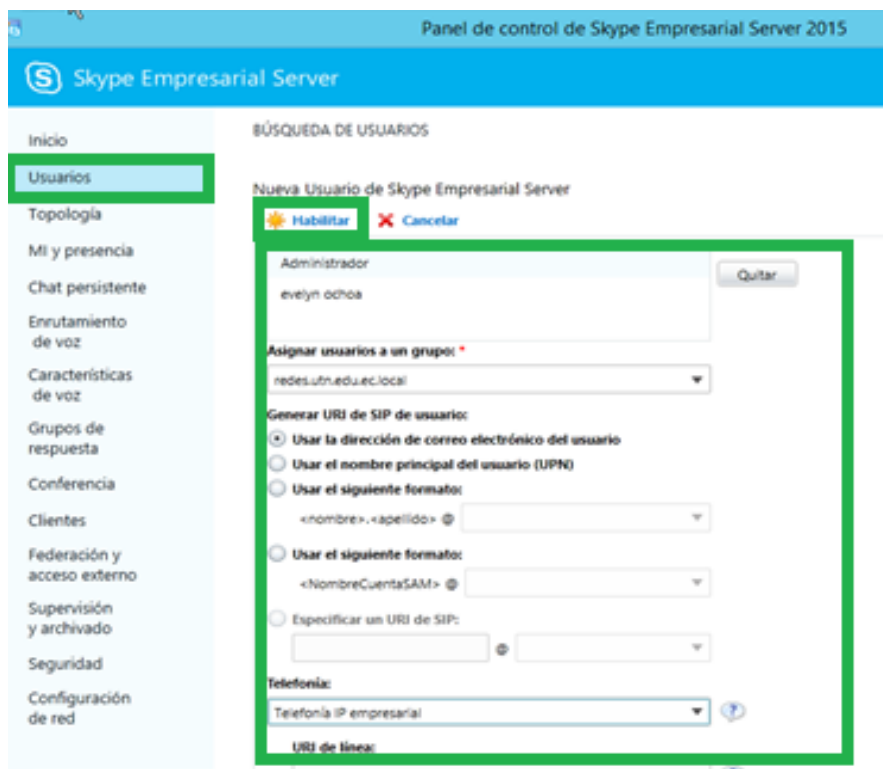 Panel de control de Skype Empresarial Server 2015
Skype Empresarial Server
Inicio
Usuarios
Topología
MI y presencia
Chat persistente
Enrutamiento
de voz
Características
de voz
Grupos de
respuesta
Conferencia
Clientes
Federación y
acceso externo
Supervisión
y archivado
Seguridad
Configuración
de red
BÚSQUEDA DE USUARIOS
Nueva Usuario de Skype Empresarial Server
Habilitar Cancelar
Administrador
Quitar
evelyn ochoa
Asignar usuarios a un grupo: *
redes.utn.edu.ec.local
Generar URI de SIP de usuario:
Usar la dirección de correo electrónico del usuario
Usar el nombre principal del usuario (UPN)
Usar el siguiente formato:
<nombre>.<apellido> @
Usar el siguiente formato:
<NombreCuentaSAM> @
Especificar un URI de SIP:
@
Telefonía:
Telefonía IP empresarial
URI de línea: